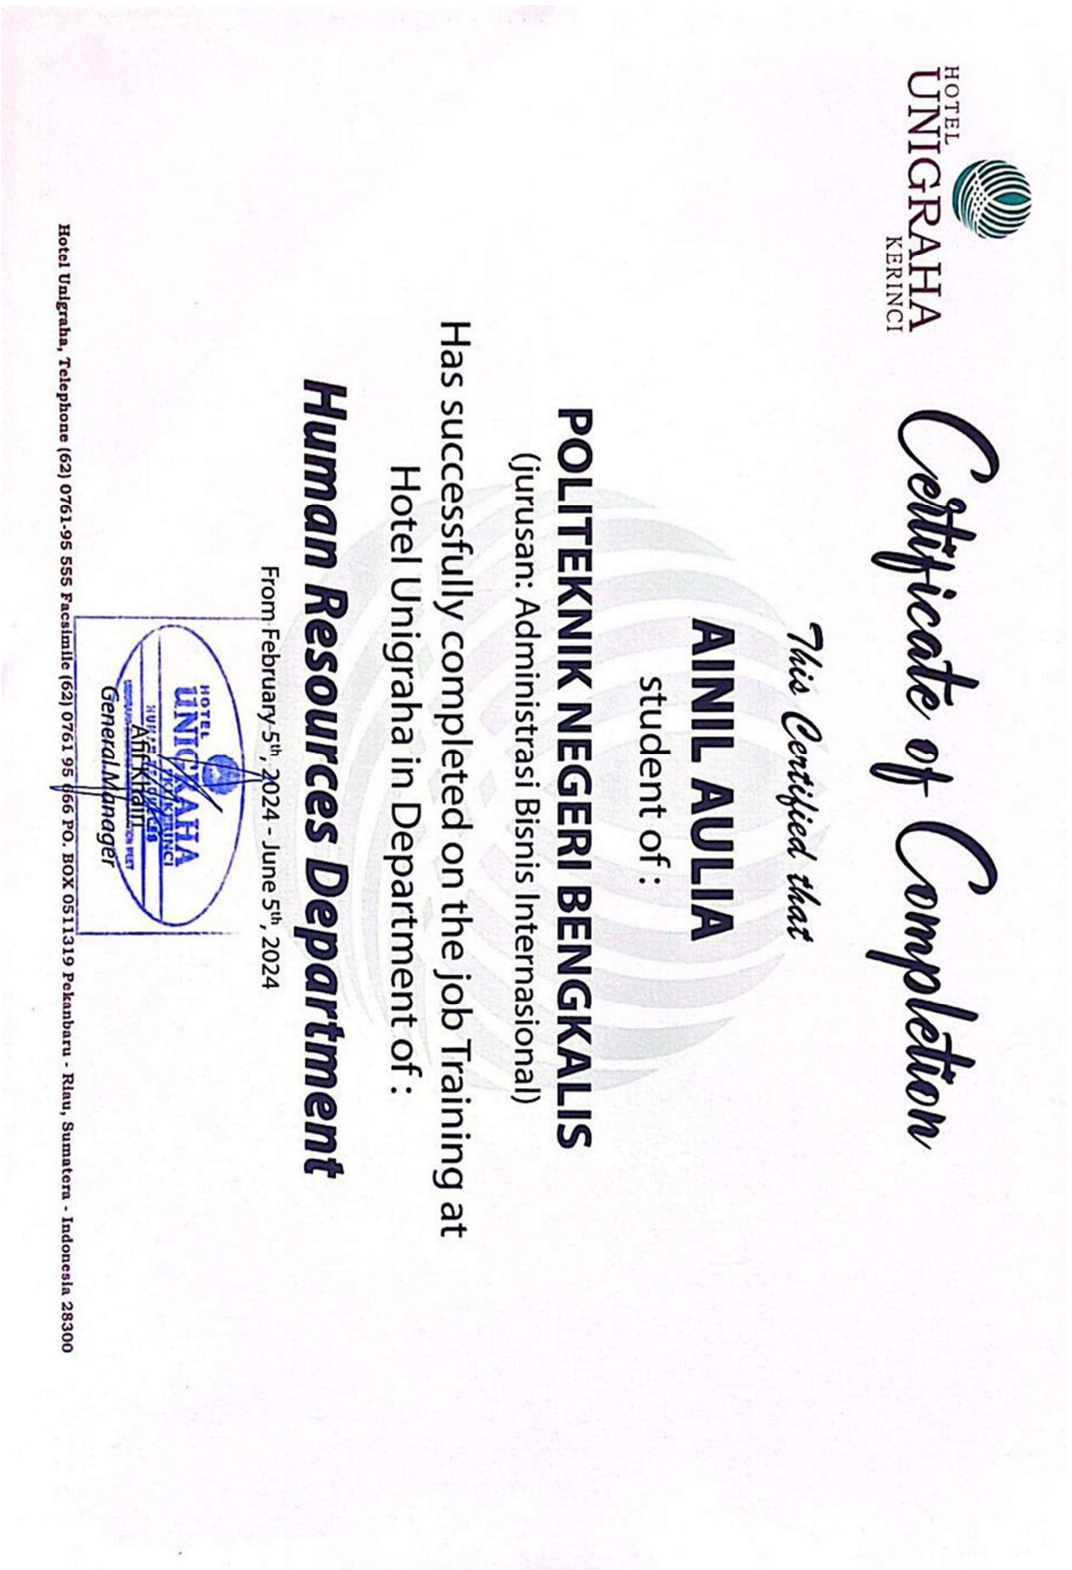 HOTEL
UNIGRAHA
KERINCI
Certificate of Completion
This Certified that
AINIL AULIA
student of :
POLITEKNIK NEGERI BENGKALIS
(jurusan: Administrasi Bisnis Internasional)
Has successfully completed on the job Training at
Hotel Unigraha in Department of :
Human Resources Department
From February 5th, 2024 - June 5th, 2024
HOTEL
UNIGRAHA
KERINCI
Afif Khair
General Manager
Hotel Unigraha, Telephone (62) 0761-95 555 Facsimile (62) 0761 95 666 PO. BOX 0511319 Pekanbaru - Riau, Sumatera - Indonesia 28300